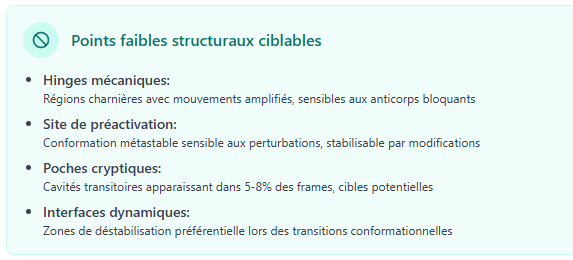 Points faibles structuraux ciblables
Hinges mécaniques:
Régions charnières avec mouvements amplifiés, sensibles aux anticorps bloquants
Site de préactivation:
Conformation métastable sensible aux perturbations, stabilisable par modifications
Poches cryptiques:
Cavités transitoires apparaissant dans 5-8% des frames, cibles potentielles
Interfaces dynamiques:
Zones de déstabilisation préférentielle lors des transitions conformationnelles